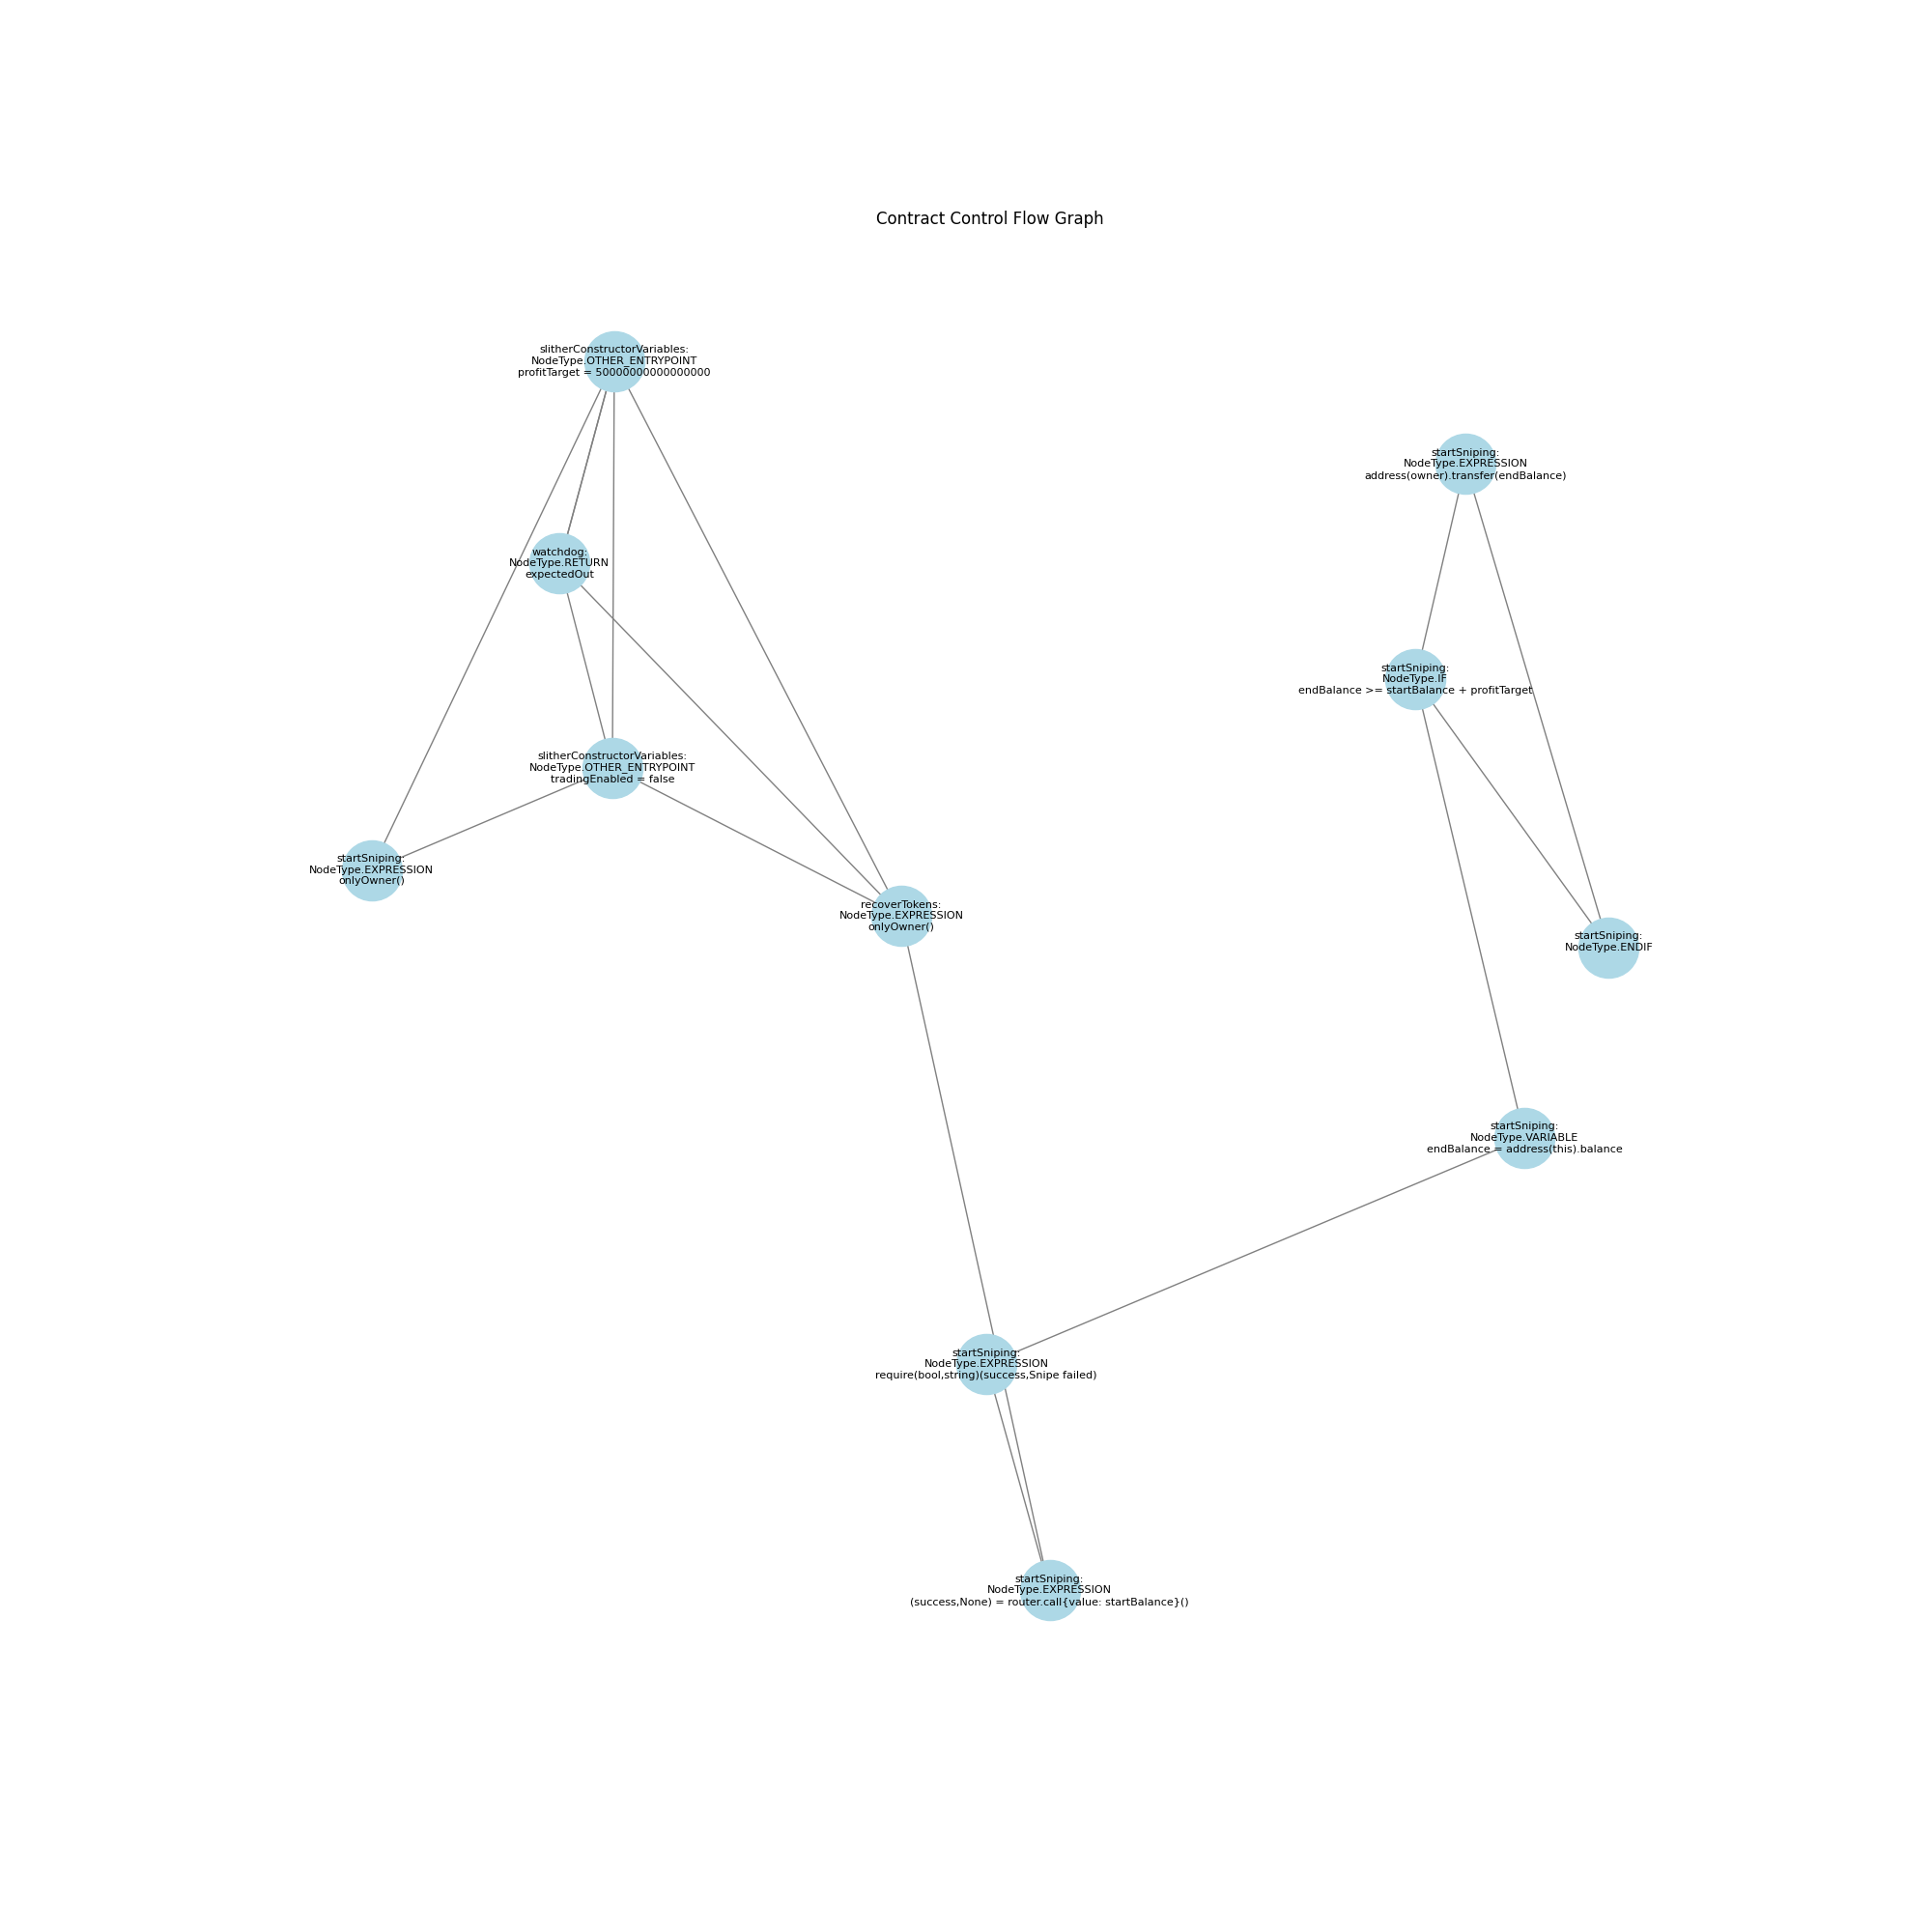 Contract Control Flow Graph
slitherConstructorVariables:
NodeType.OTHER_ENTRYPOINT
profitTarget = 50000000000000000
startSniping:
NodeType.EXPRESSION
address(owner).transfer(endBalance)
watchdog:
NodeType.RETURN
expectedOut
startSniping:
NodeType.IF
endBalance >= startBalance + profitTarget
slitherConstructorVariables:
NodeType.OTHER_ENTRYPOINT
tradingEnabled = false
startSniping:
NodeType.EXPRESSION
onlyOwner()
recoverTokens:
NodeType.EXPRESSION
onlyOwner()
startSniping:
NodeType.ENDIF
startSniping:
NodeType.VARIABLE
endBalance = address(this).balance
startSniping:
NodeType.EXPRESSION
require(bool,string)(success,Snipe failed)
startSniping:
NodeType.EXPRESSION
(success,None) = router.call{value: startBalance}()